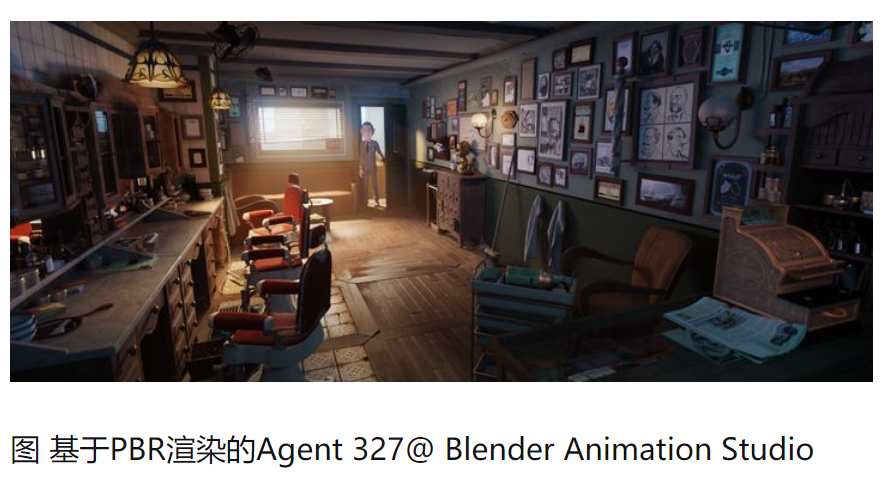 图 基于PBR渲染的Agent 327@ Blender Animation Studio